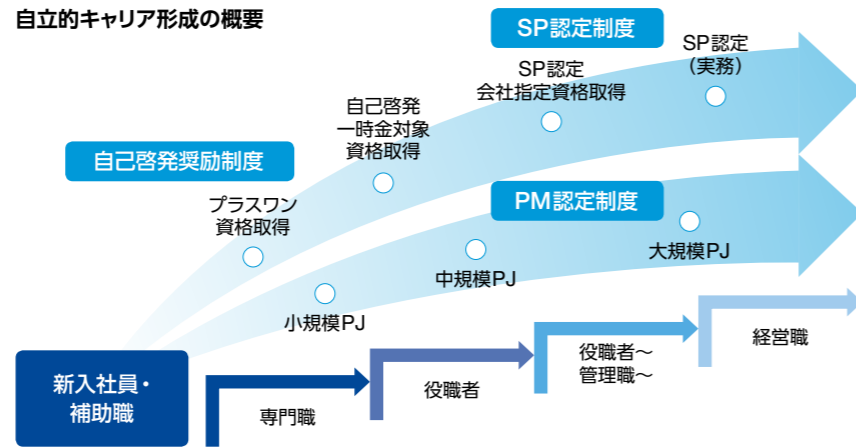 自立的キャリア形成の概要
SP認定制度
SP認定
（実務）
SP認定
会社指定資格取得
自己啓発
一時金対象
資格取得
自己啓発奨励制度
プラスワン
資格取得
PM認定制度
大規模PJ
中規模PJ
小規模PJ
新入社員・
補助職
専門職
役職者
役職者～
管理職～
経営職